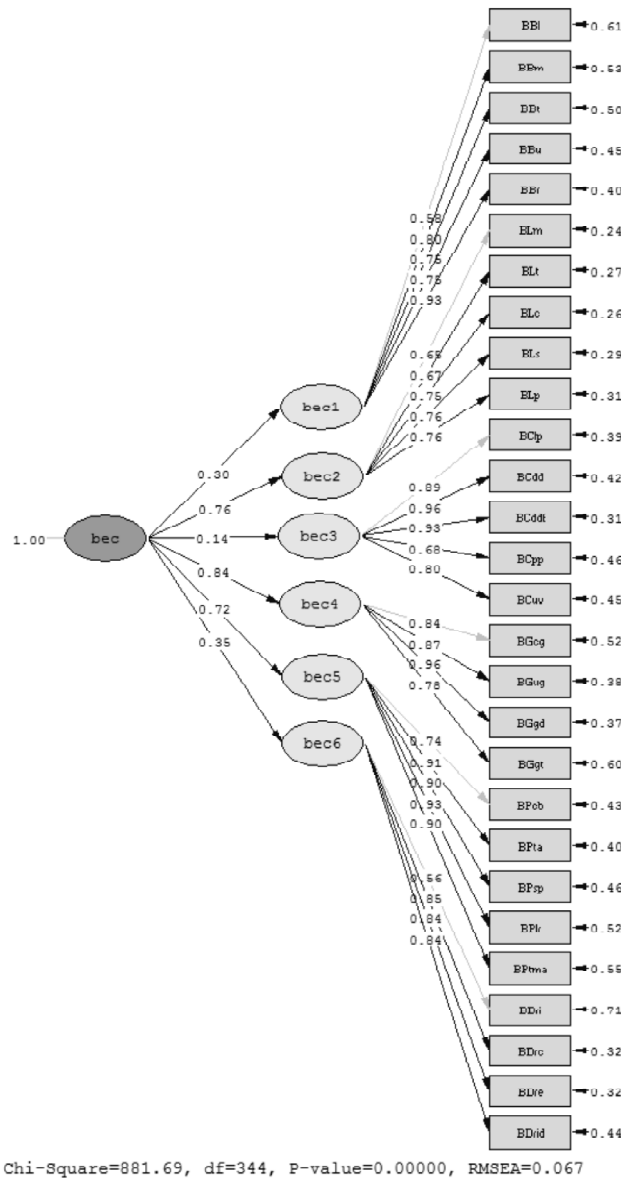 BBl 0.61
BBm 0.53
DDt 0.50
BBu 0.45
BBf 0.40
0.58
0.80
0.75
0.75
0.93
BLm 0.24
BLt 0.27
BLc 0.26
BLs 0.29
BLp 0.31
0.65
0.67
0.75
0.76
0.76
bec1
bec2
bec3
bec4
bec5
bec6
1.00 bec
0.30
0.76
0.14
0.84
0.72
0.35
BClp 0.39
BCdd 0.42
BCddt 0.31
BCpp 0.46
BCuv 0.45
0.89
0.96
0.93
0.68
0.80
BGcg 0.52
BGug 0.38
BGgd 0.37
BGgt 0.60
0.84
0.87
0.96
0.78
BPcb 0.43
BPta 0.40
BPsp 0.46
BPlr 0.52
BPtma 0.55
0.74
0.91
0.90
0.93
0.90
DDri 0.71
BDrc 0.32
BDre 0.32
BDrid 0.44
0.56
0.85
0.84
0.84
Chi-Square=881.69, df=344, P-value=0.00000, RMSEA=0.067